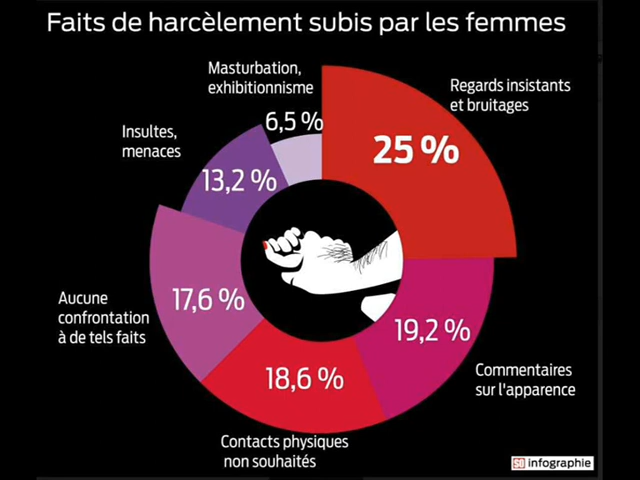 Faits de harcèlement subis par les femmes
Masturbation,
exhibitionnisme
6,5 %
Regards insistants
et bruitages
25 %
Insultes,
menaces
13,2 %
Aucune
confrontation
à de tels faits
17,6 %
19,2 %
Commentaires
sur l'apparence
18,6 %
Contacts physiques
non souhaités
infographie